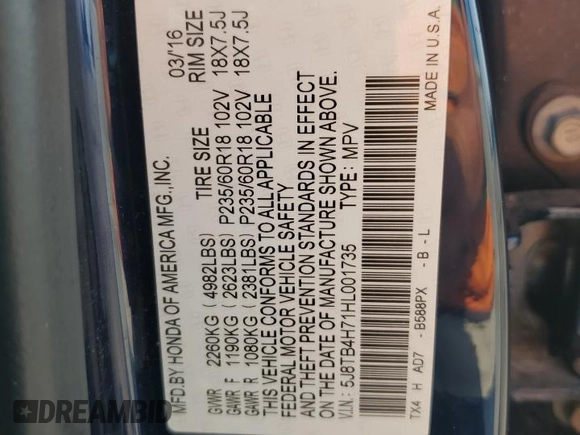 MFD.BY HONDA OF AMERICA MFG.,INC. 03/16
TIRE SIZE RIM SIZE
GVWR 2260KG ( 4982LBS)
GAWR F 1190KG ( 2623LBS) P235/60R18 102V 18X7.5J
GAWR R 1080KG ( 2381LBS) P235/60R18 102V 18X7.5J
THIS VEHICLE CONFORMS TO ALL APPLICABLE
FEDERAL MOTOR VEHICLE SAFETY
AND THEFT PREVENTION STANDARDS IN EFFECT
ON THE DATE OF MANUFACTURE SHOWN ABOVE.
V.I.N.: 5J8TB4H71HL001735 TYPE: MPV
TX4 H AD7 -B588PX -B -L MADE IN U.S.A.
DREAMBID